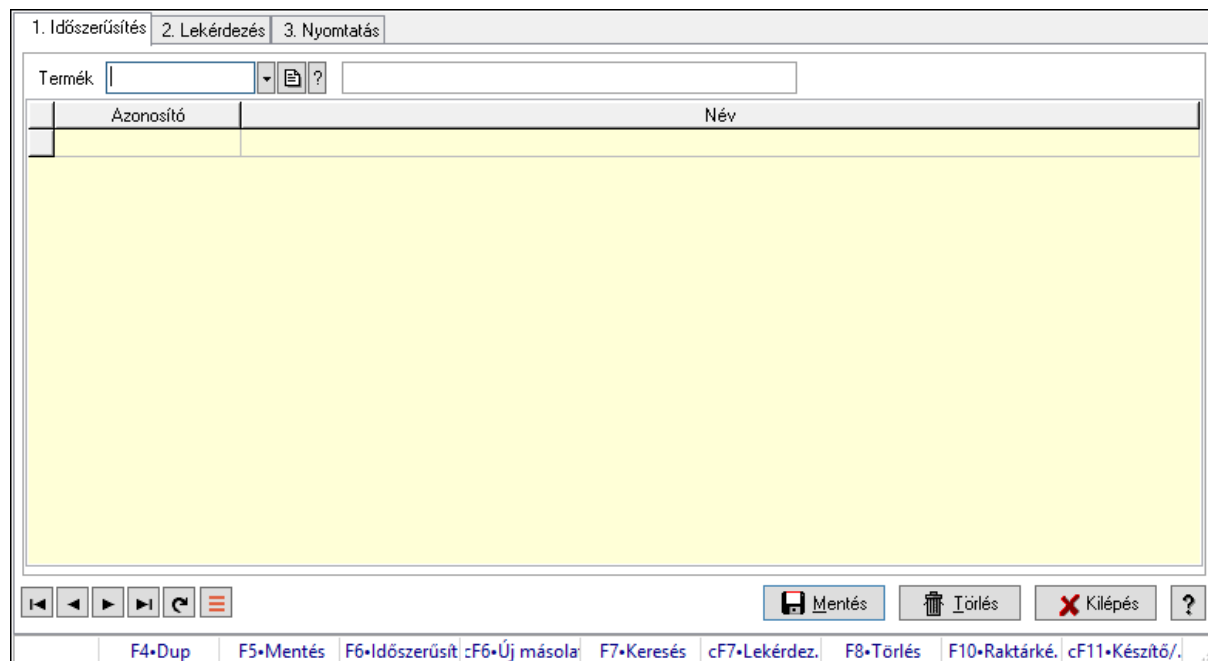 1. Időszerűsítés 2. Lekérdezés 3. Nyomtatás
Termék ?
Azonosító Név
Mentés Törlés Kilépés ?
F4•Dup F5•Mentés F6•Időszerűsít :F6•Új másola F7•Keresés cF7•Lekérdez. F8•Törlés F10•Raktárké. cF11•Készítő/.